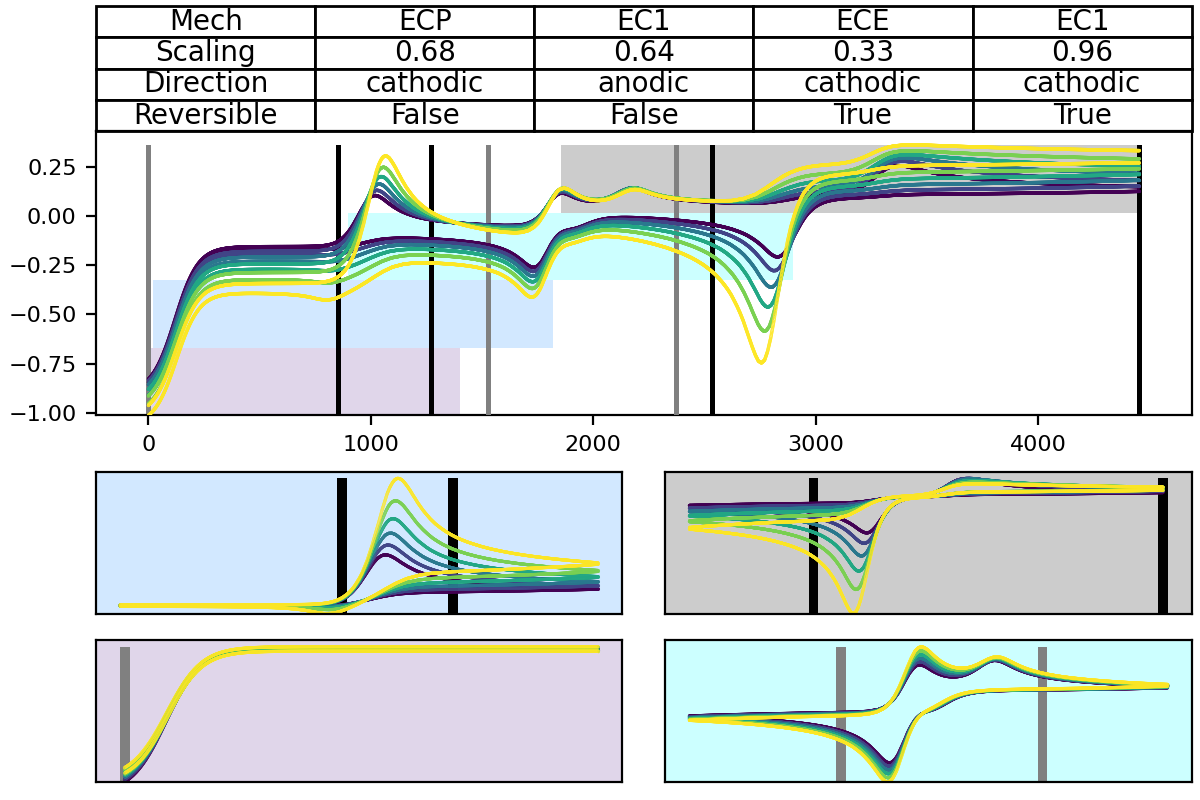 Mech ECP EC1 ECE EC1
Scaling 0.68 0.64 0.33 0.96
Direction cathodic anodic cathodic cathodic
Reversible False False True True
0.25
0.00
−0.25
−0.50
−0.75
−1.00
0 1000 2000 3000 4000